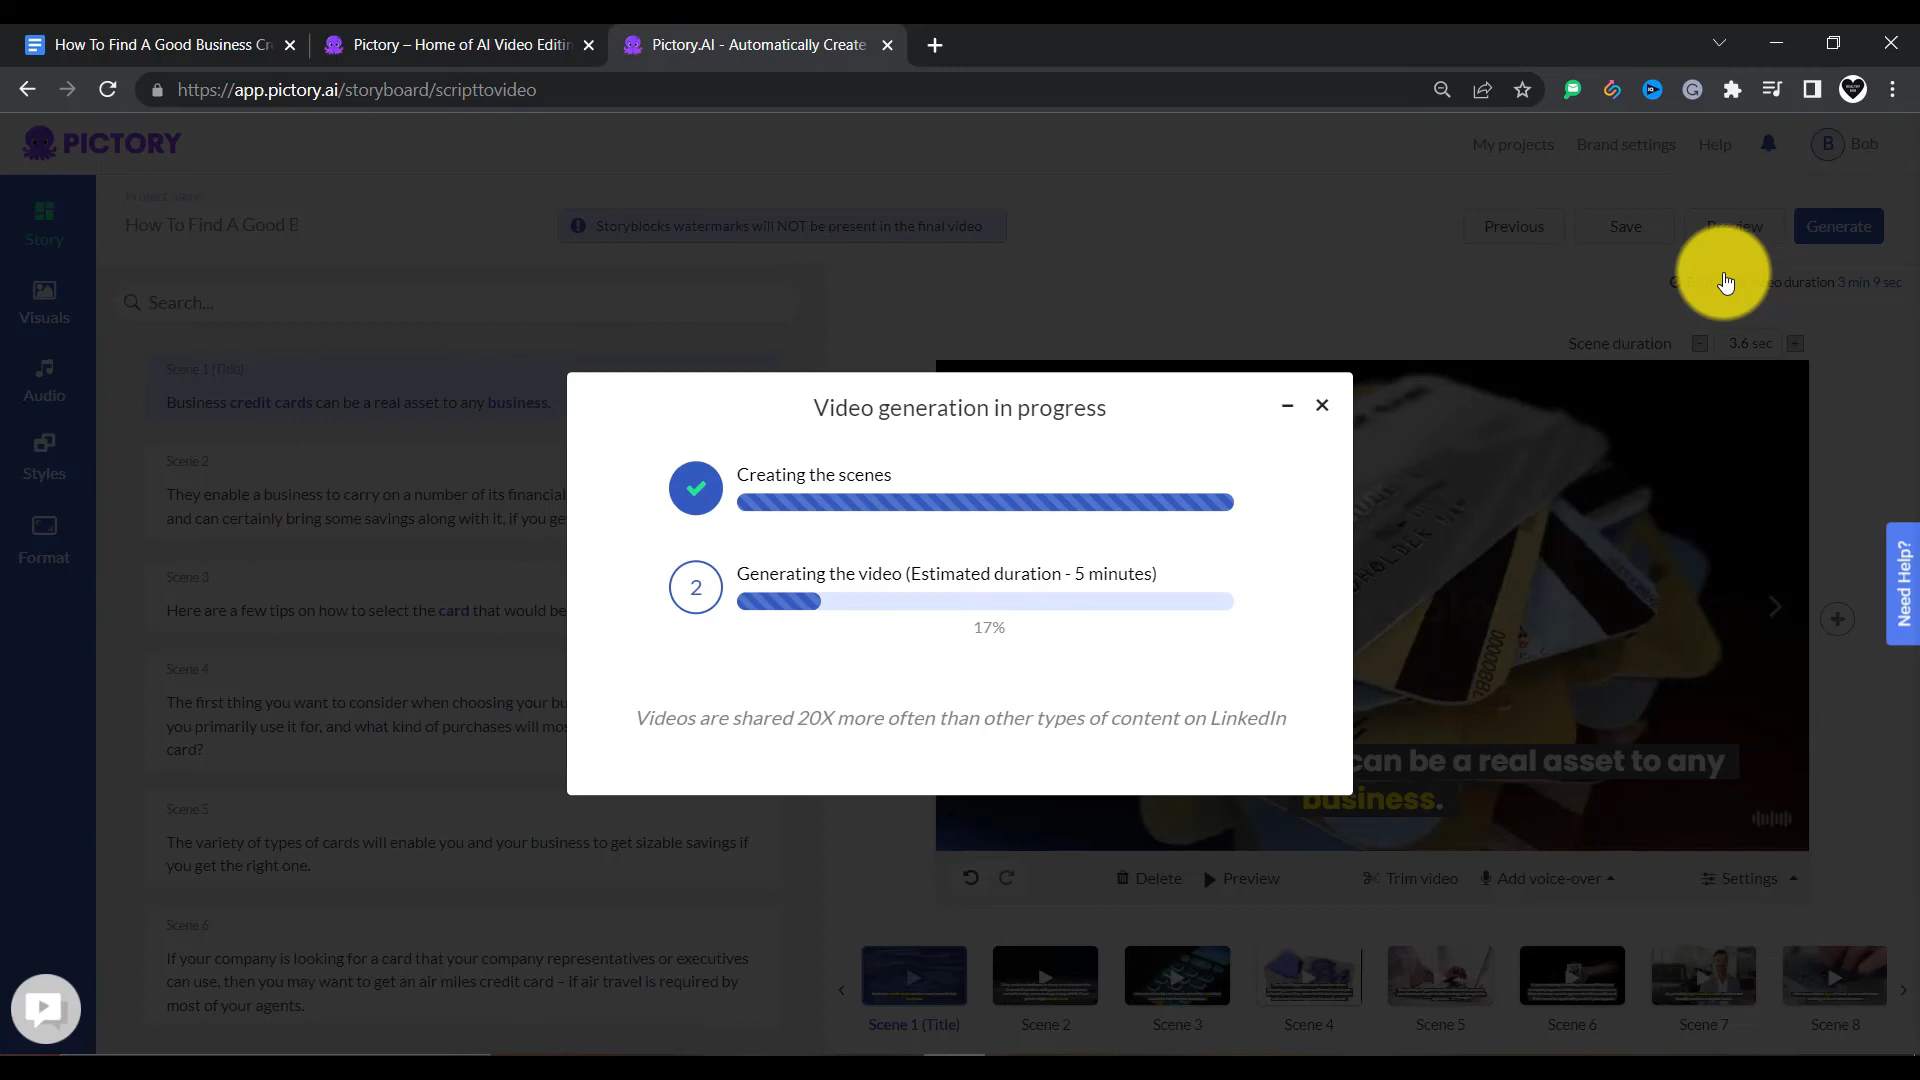 How To Find A Good Business Cr
Pictory – Home of AI Video Editin
Pictory.AI - Automatically Create
https://app.pictory.ai/storyboard/scripttovideo
PICTORY
My projects
Brand settings
Help
B
Bob
Project name
How To Find A Good B
Storyblocks watermarks will NOT be present in the final video
Previous
Save
Preview
Generate
duration 3 min 9 sec
Story
Visuals
Audio
Styles
Format
Search...
Scene duration
-
3.6 sec
+
Scene 1 (Title)
Business credit cards can be a real asset to any business.
Scene 2
They enable a business to carry on a number of its financial
and can certainly bring some savings along with it, if you ge
Scene 3
Here are a few tips on how to select the card that would be
Scene 4
The first thing you want to consider when choosing your bu
you primarily use it for, and what kind of purchases will mos
card?
Scene 5
The variety of types of cards will enable you and your business to get sizable savings if
you get the right one.
Scene 6
If your company is looking for a card that your company representatives or executives
can use, then you may want to get an air miles credit card – if air travel is required by
most of your agents.
Video generation in progress
Creating the scenes
2
Generating the video (Estimated duration - 5 minutes)
17%
Videos are shared 20X more often than other types of content on LinkedIn
can be a real asset to any
business.
Need Help?
Delete
Preview
Trim video
Add voice-over
Settings
Scene 1 (Title)
Scene 2
Scene 3
Scene 4
Scene 5
Scene 6
Scene 7
Scene 8